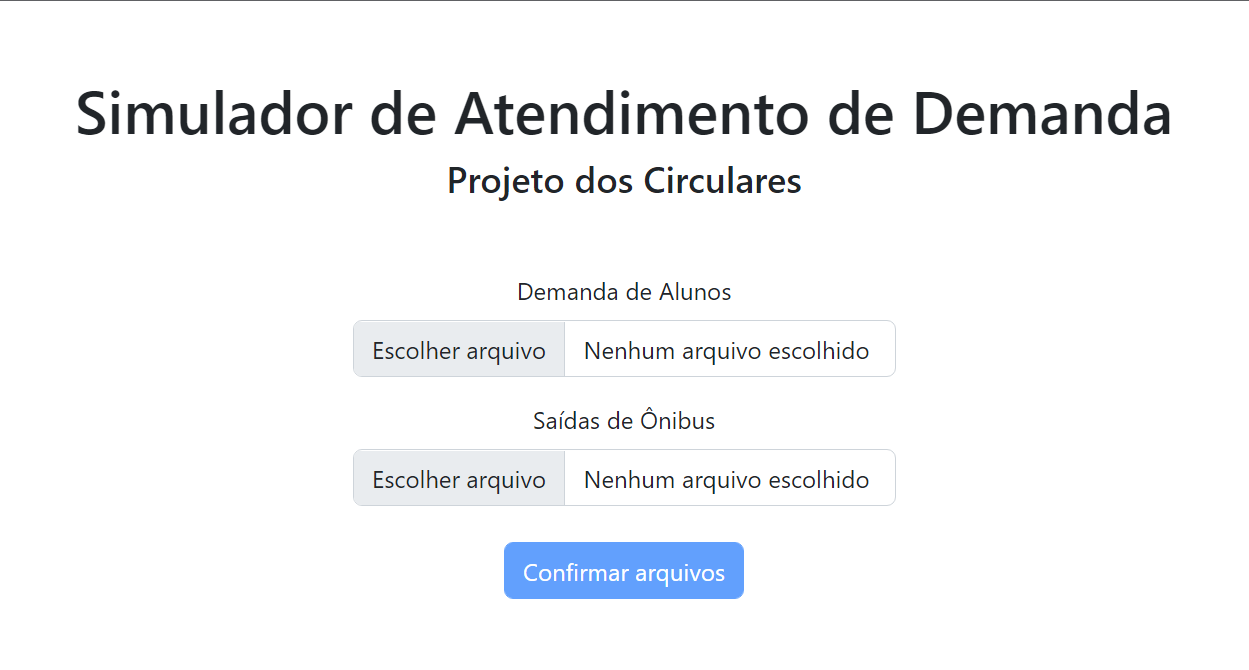 Simulador de Atendimento de Demanda
Projeto dos Circulares
Demanda de Alunos
Escolher arquivo Nenhum arquivo escolhido
Saídas de Ônibus
Escolher arquivo Nenhum arquivo escolhido
Confirmar arquivos